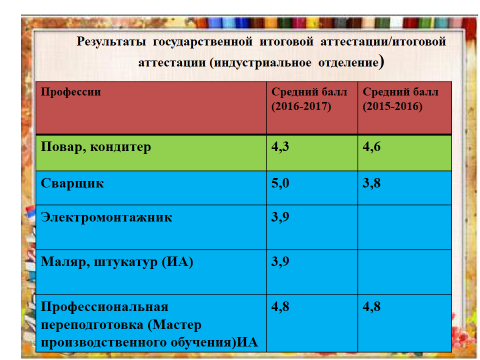 Результаты государственной итоговой аттестации/итоговой
аттестации (индустриальное отделение)
Профессии Средний балл Средний балл
(2016-2017) (2015-2016)
Повар, кондитер 4,3 4,6
Сварщик 5,0 3,8
Электромонтажник 3,9
Маляр, штукатур (ИА) 3,9
Профессиональная 4,8 4,8
переподготовка (Мастер
производственного обучения)ИА